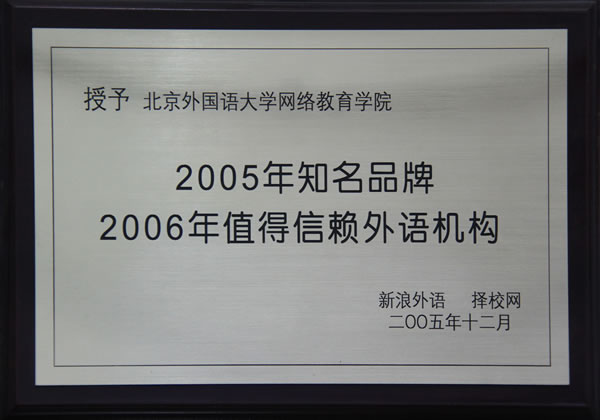 授予 北京外国语大学网络教育学院
2005年知名品牌
2006年值得信赖外语机构
新浪外语 择校网
二〇〇五年十二月